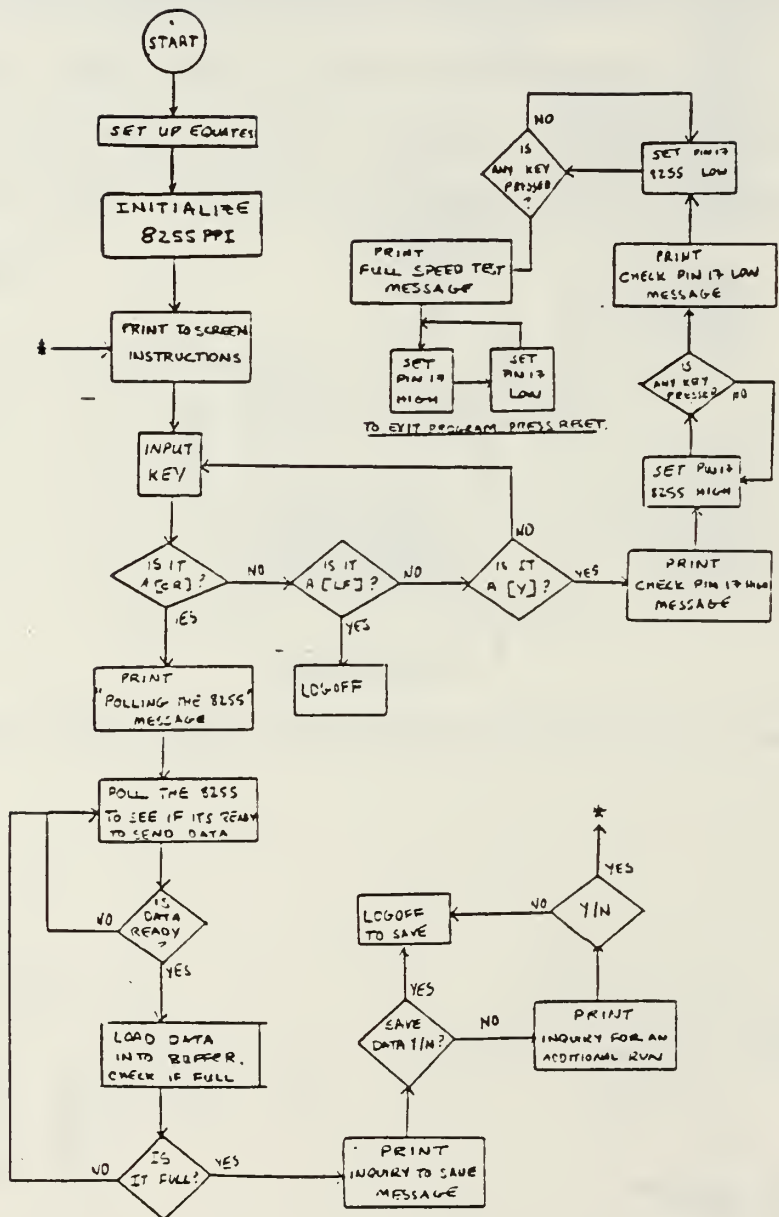 START
SET UP EQUATES
INITIALIZE
8255 PPI
*
PRINT TO SCREEN
INSTRUCTIONS
INPUT
KEY
IS IT
A [CR]?
NO
YES
IS IT
A [LF]?
NO
YES
LOGOFF
IS IT
A [Y]?
NO
YES
PRINT
CHECK PIN 17 HIGH
MESSAGE
SET PIN 17
8255 HIGH
IS
ANY KEY
PRESSED?
NO
PRINT
CHECK PIN 17 LOW
MESSAGE
SET PIN 17
8255 LOW
IS
ANY KEY
PRESSED
?
NO
PRINT
FULL SPEED TEST
MESSAGE
SET
PIN 17
HIGH
SET
PIN 17
LOW
TO EXIT PROGRAM PRESS RESET.
PRINT
"POLLING THE 8255"
MESSAGE
POLL THE 8255
TO SEE IF ITS READY
TO SEND DATA
IS
DATA
READY
?
NO
YES
LOAD DATA
INTO BUFFER.
CHECK IF FULL
IS
IT FULL?
NO
YES
PRINT
INQUIRY TO SAVE
MESSAGE
SAVE
DATA Y/N?
YES
NO
LOGOFF
TO SAVE
PRINT
INQUIRY FOR AN
ADDITIONAL RUN
Y/N
NO
YES
*